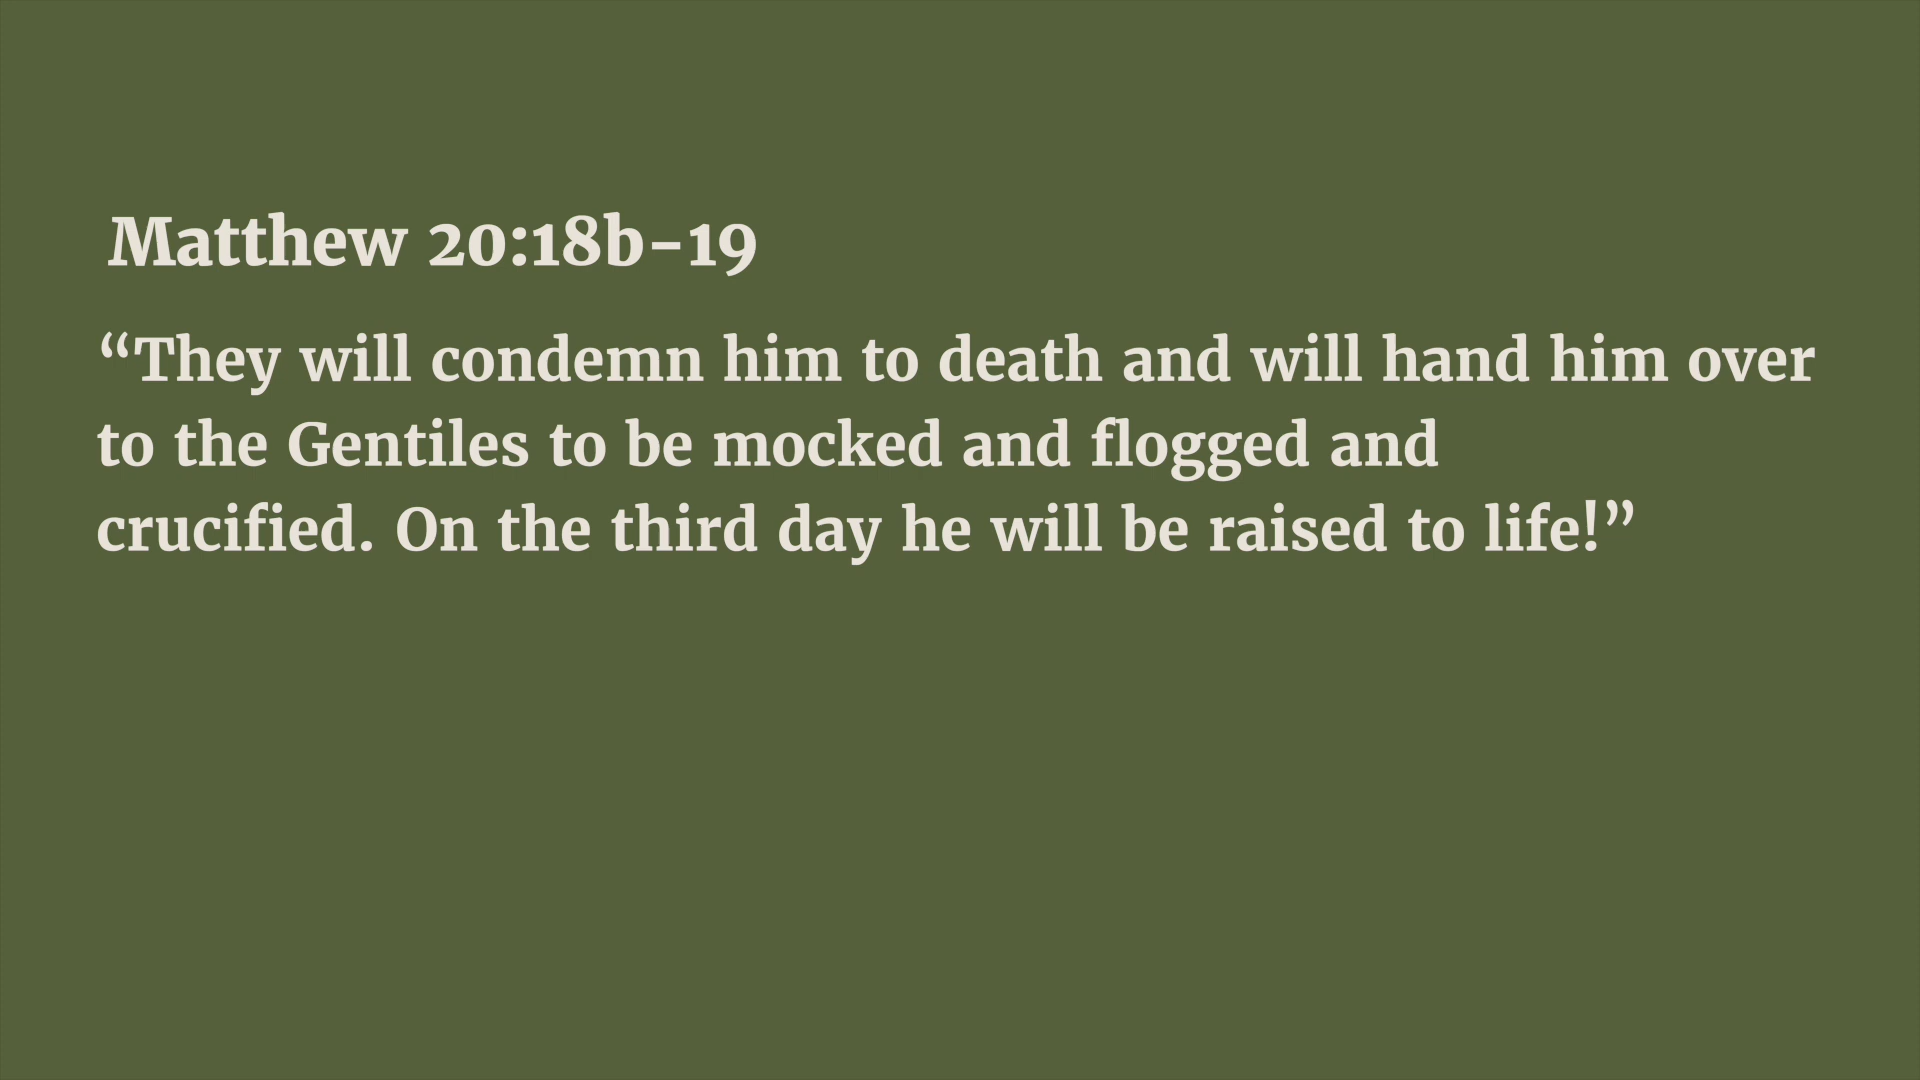 Matthew 20:18b–19
“They will condemn him to death and will hand him over
to the Gentiles to be mocked and flogged and
crucified. On the third day he will be raised to life!”